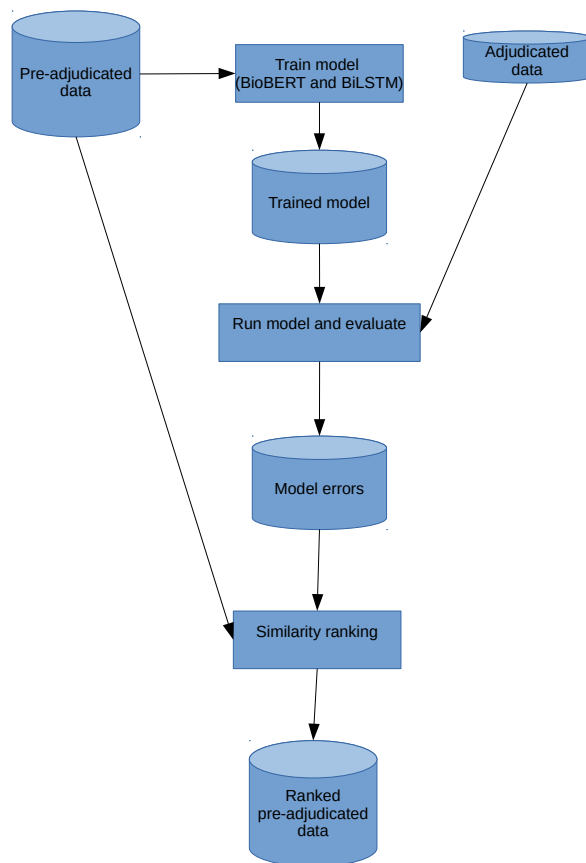 Pre-adjudicated
data
Train model
(BioBERT and BiLSTM)
Adjudicated
data
Trained model
Run model and evaluate
Model errors
Similarity ranking
Ranked
pre-adjudicated
data